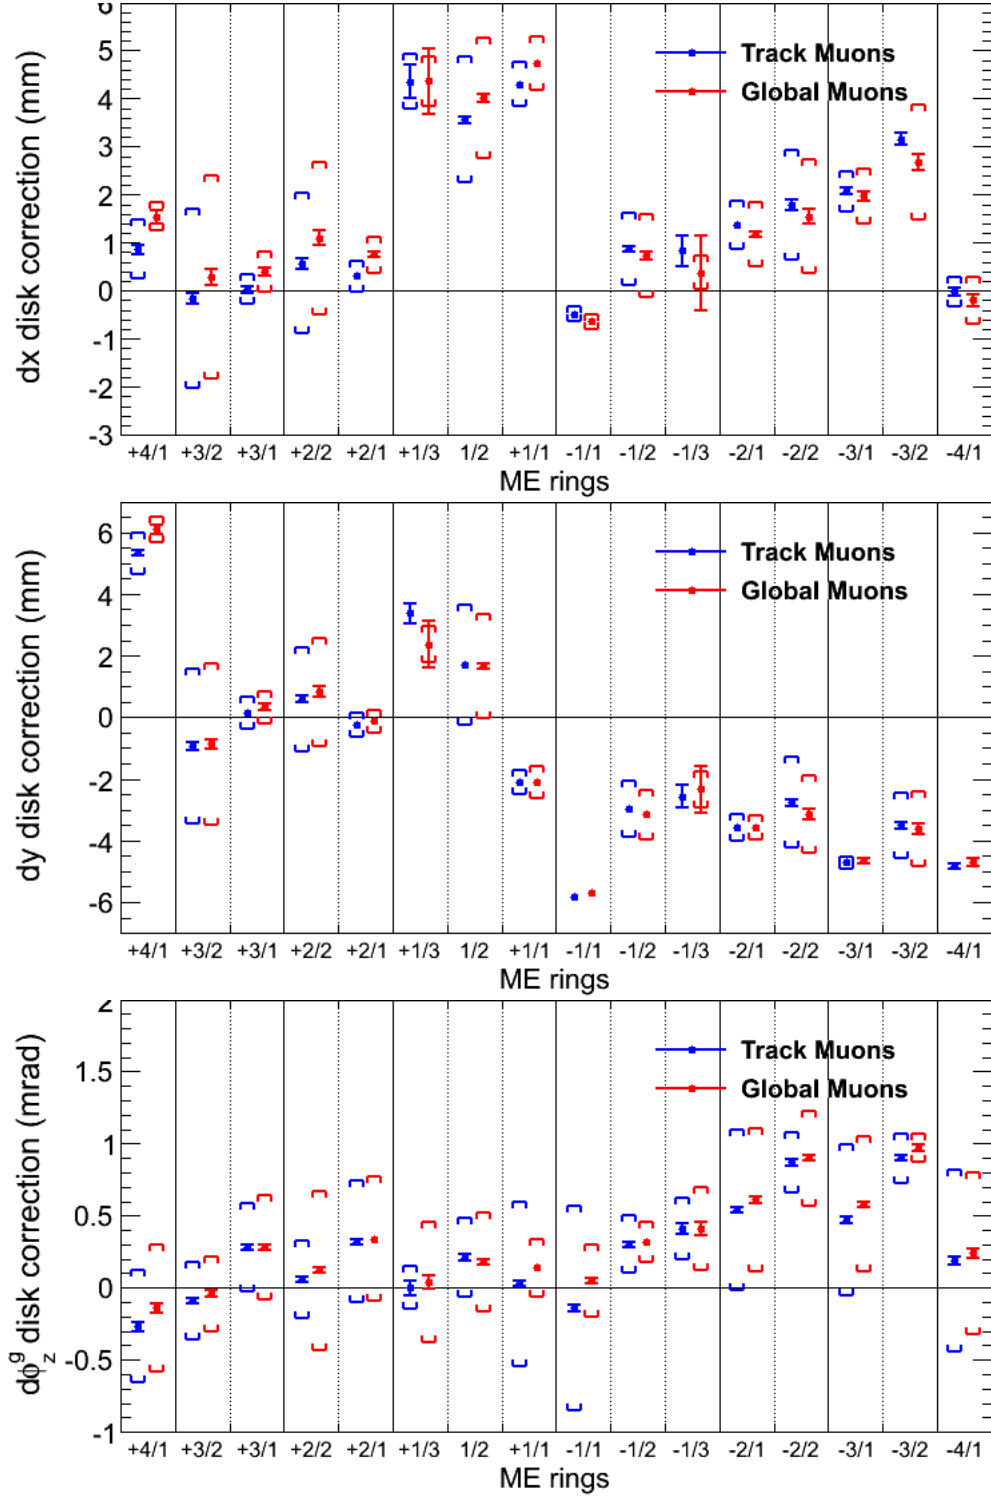 6
5
4
3
2
1
0
-1
-2
-3
dx disk correction (mm)
Track Muons
Global Muons
+4/1 +3/2 +3/1 +2/2 +2/1 +1/3 1/2 +1/1 -1/1 -1/2 -1/3 -2/1 -2/2 -3/1 -3/2 -4/1
ME rings
6
4
2
0
-2
-4
-6
dy disk correction (mm)
Track Muons
Global Muons
+4/1 +3/2 +3/1 +2/2 +2/1 +1/3 1/2 +1/1 -1/1 -1/2 -1/3 -2/1 -2/2 -3/1 -3/2 -4/1
ME rings
2
1.5
1
0.5
0
-0.5
-1
dϕ_z^g disk correction (mrad)
Track Muons
Global Muons
+4/1 +3/2 +3/1 +2/2 +2/1 +1/3 1/2 +1/1 -1/1 -1/2 -1/3 -2/1 -2/2 -3/1 -3/2 -4/1
ME rings